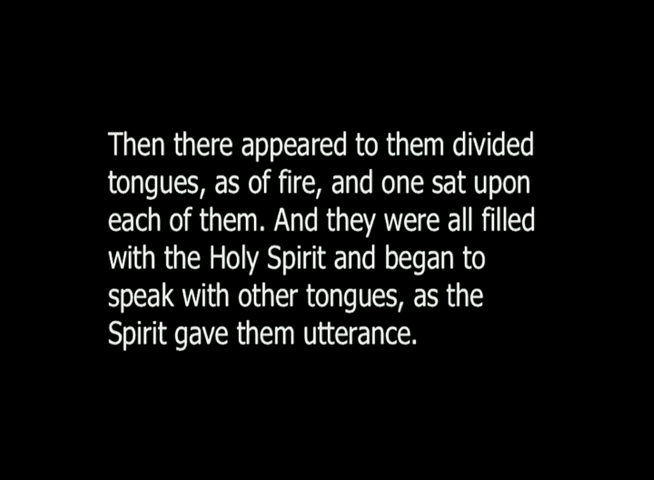 Then there appeared to them divided
tongues, as of fire, and one sat upon
each of them. And they were all filled
with the Holy Spirit and began to
speak with other tongues, as the
Spirit gave them utterance.